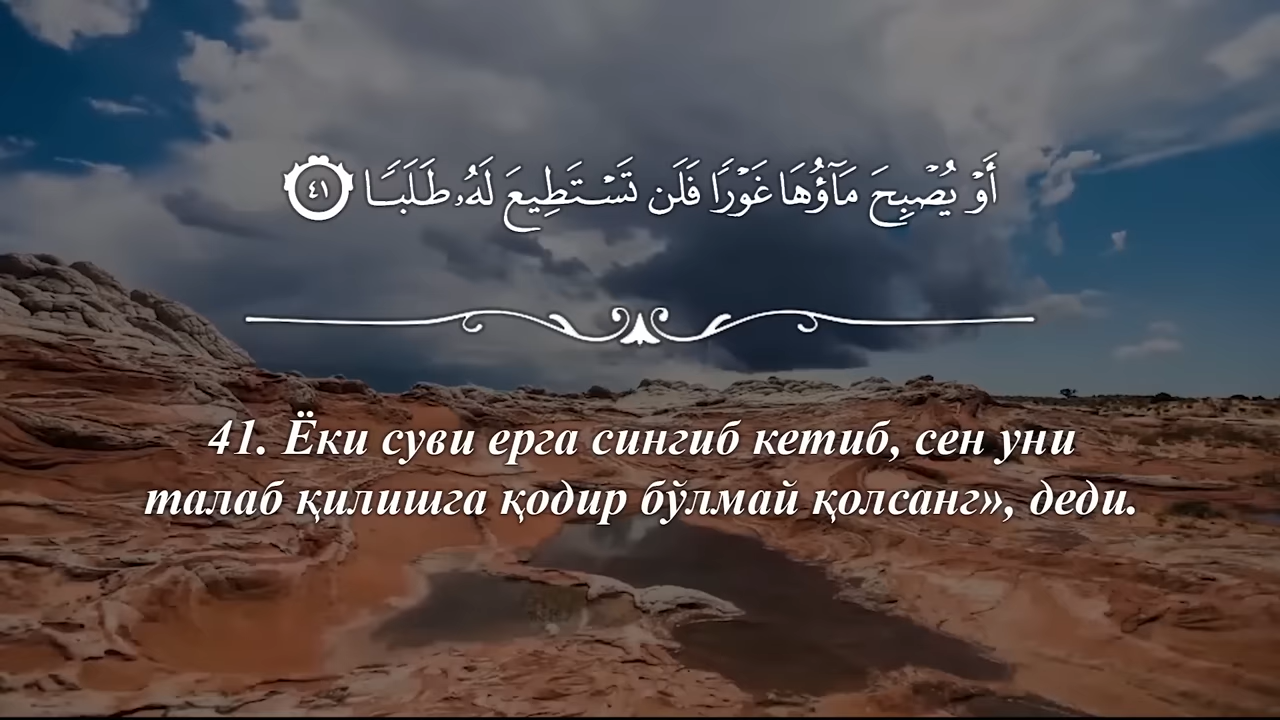 أَوْ يُصْبِحَ مَآؤُهَا غَوْرًا فَلَن تَسْتَطِيعَ لَهُۥ طَلَبًا ٤١
41. Ёки суви ерга сингиб кетиб, сен уни
талаб қилишга қодир бўлмай қолсанг», деди.